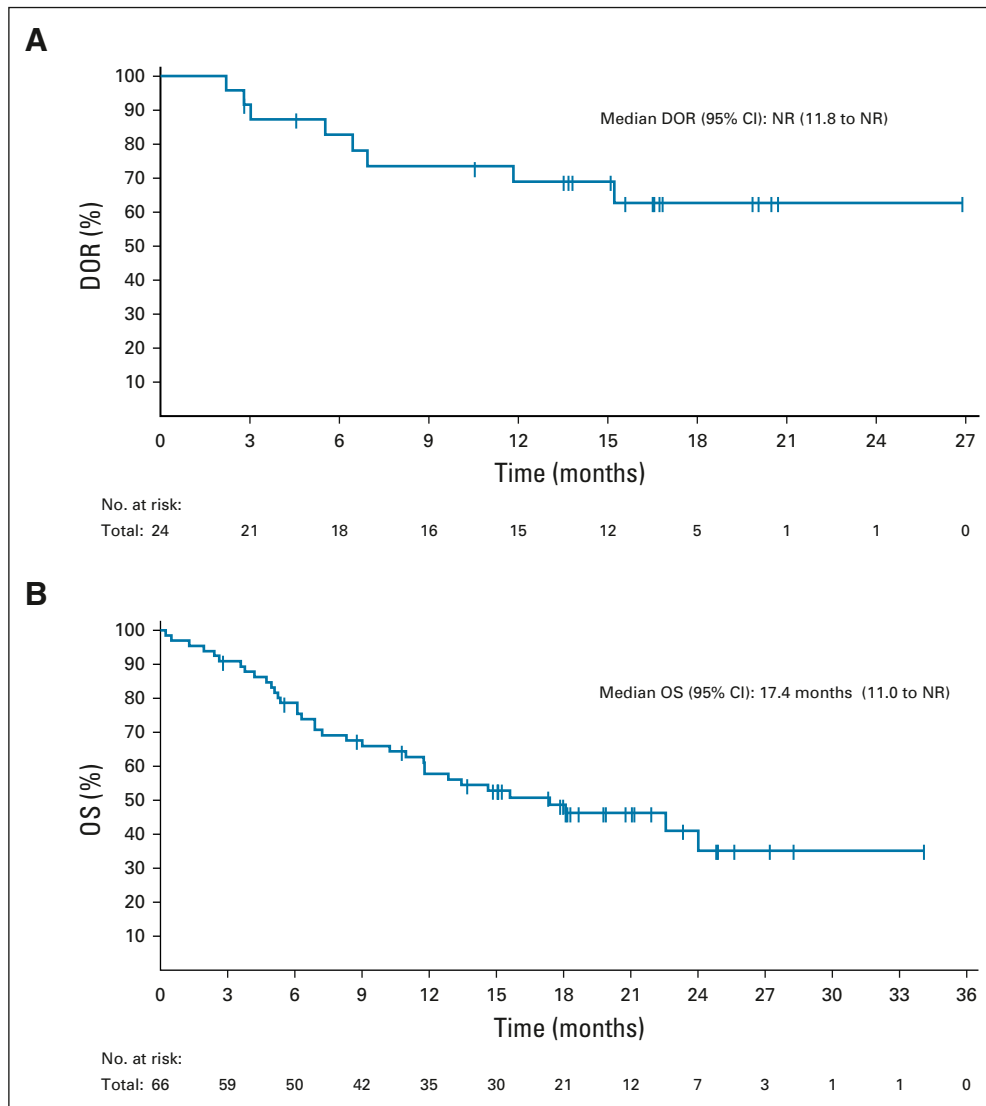 A
100
90
80
70
60
50
40
30
20
10
DOR (%)
Median DOR (95% CI): NR (11.8 to NR)
0 3 6 9 12 15 18 21 24 27
Time (months)
No. at risk:
Total: 24 21 18 16 15 12 5 1 1 0
B
100
90
80
70
60
50
40
30
20
10
OS (%)
Median OS (95% CI): 17.4 months (11.0 to NR)
0 3 6 9 12 15 18 21 24 27 30 33 36
Time (months)
No. at risk:
Total: 66 59 50 42 35 30 21 12 7 3 1 1 0